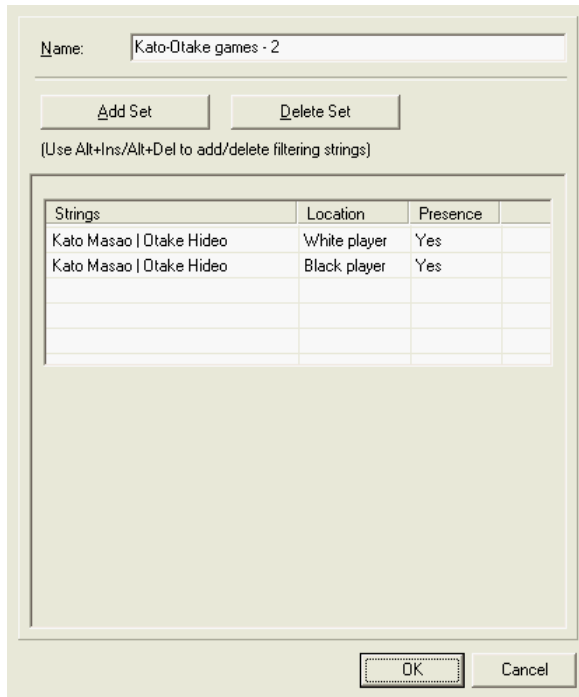 Name: Kato-Otake games - 2
Add Set Delete Set
(Use Alt+Ins/Alt+Del to add/delete filtering strings)
Strings Location Presence
Kato Masao | Otake Hideo White player Yes
Kato Masao | Otake Hideo Black player Yes
OK Cancel